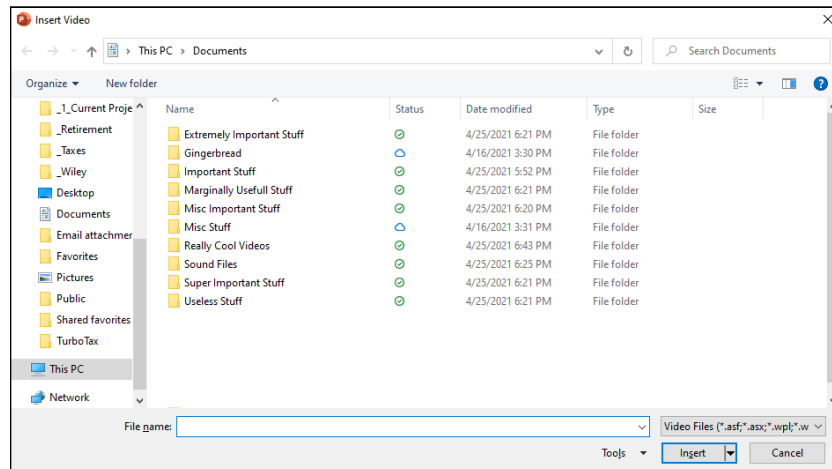 Insert Video
This PC > Documents
Search Documents
Organize
New folder
Name Status Date modified Type Size
_1_Current Proje
_Retirement
_Taxes
_Wiley
Desktop
Documents
Email attachmer
Favorites
Pictures
Public
Shared favorites
TurboTax
This PC
Network
Extremely Important Stuff 4/25/2021 6:21 PM File folder
Gingerbread 4/16/2021 3:30 PM File folder
Important Stuff 4/25/2021 5:52 PM File folder
Marginally Usefull Stuff 4/25/2021 6:21 PM File folder
Misc Important Stuff 4/25/2021 6:20 PM File folder
Misc Stuff 4/16/2021 3:31 PM File folder
Really Cool Videos 4/25/2021 6:43 PM File folder
Sound Files 4/25/2021 6:25 PM File folder
Super Important Stuff 4/25/2021 6:21 PM File folder
Useless Stuff 4/25/2021 6:21 PM File folder
File name:
Video Files (*.asf;*.asx;*.wpl;*.w
Tools
Insert
Cancel